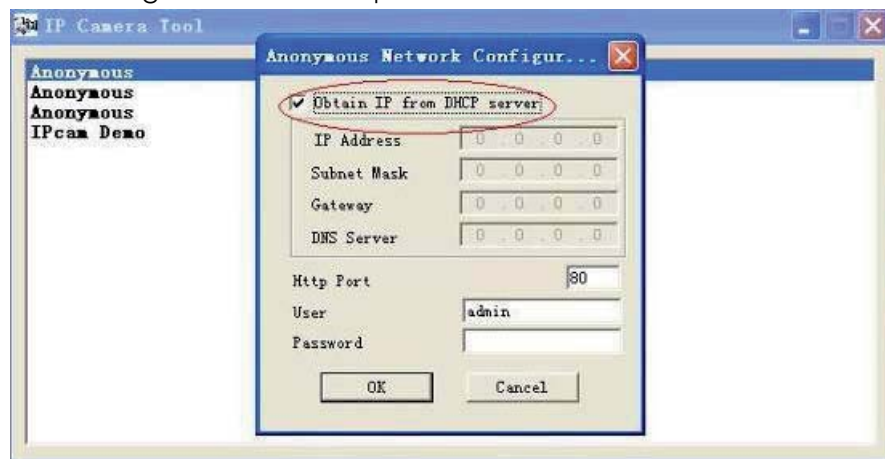 IP Camera Tool
Anonymous Network Configur...
Anonymous
Anonymous
Anonymous
IPcam Demo
Obtain IP from DHCP server
IP Address 0 . 0 . 0 . 0
Subnet Mask 0 . 0 . 0 . 0
Gateway 0 . 0 . 0 . 0
DNS Server 0 . 0 . 0 . 0
Http Port 80
User admin
Password
OK Cancel